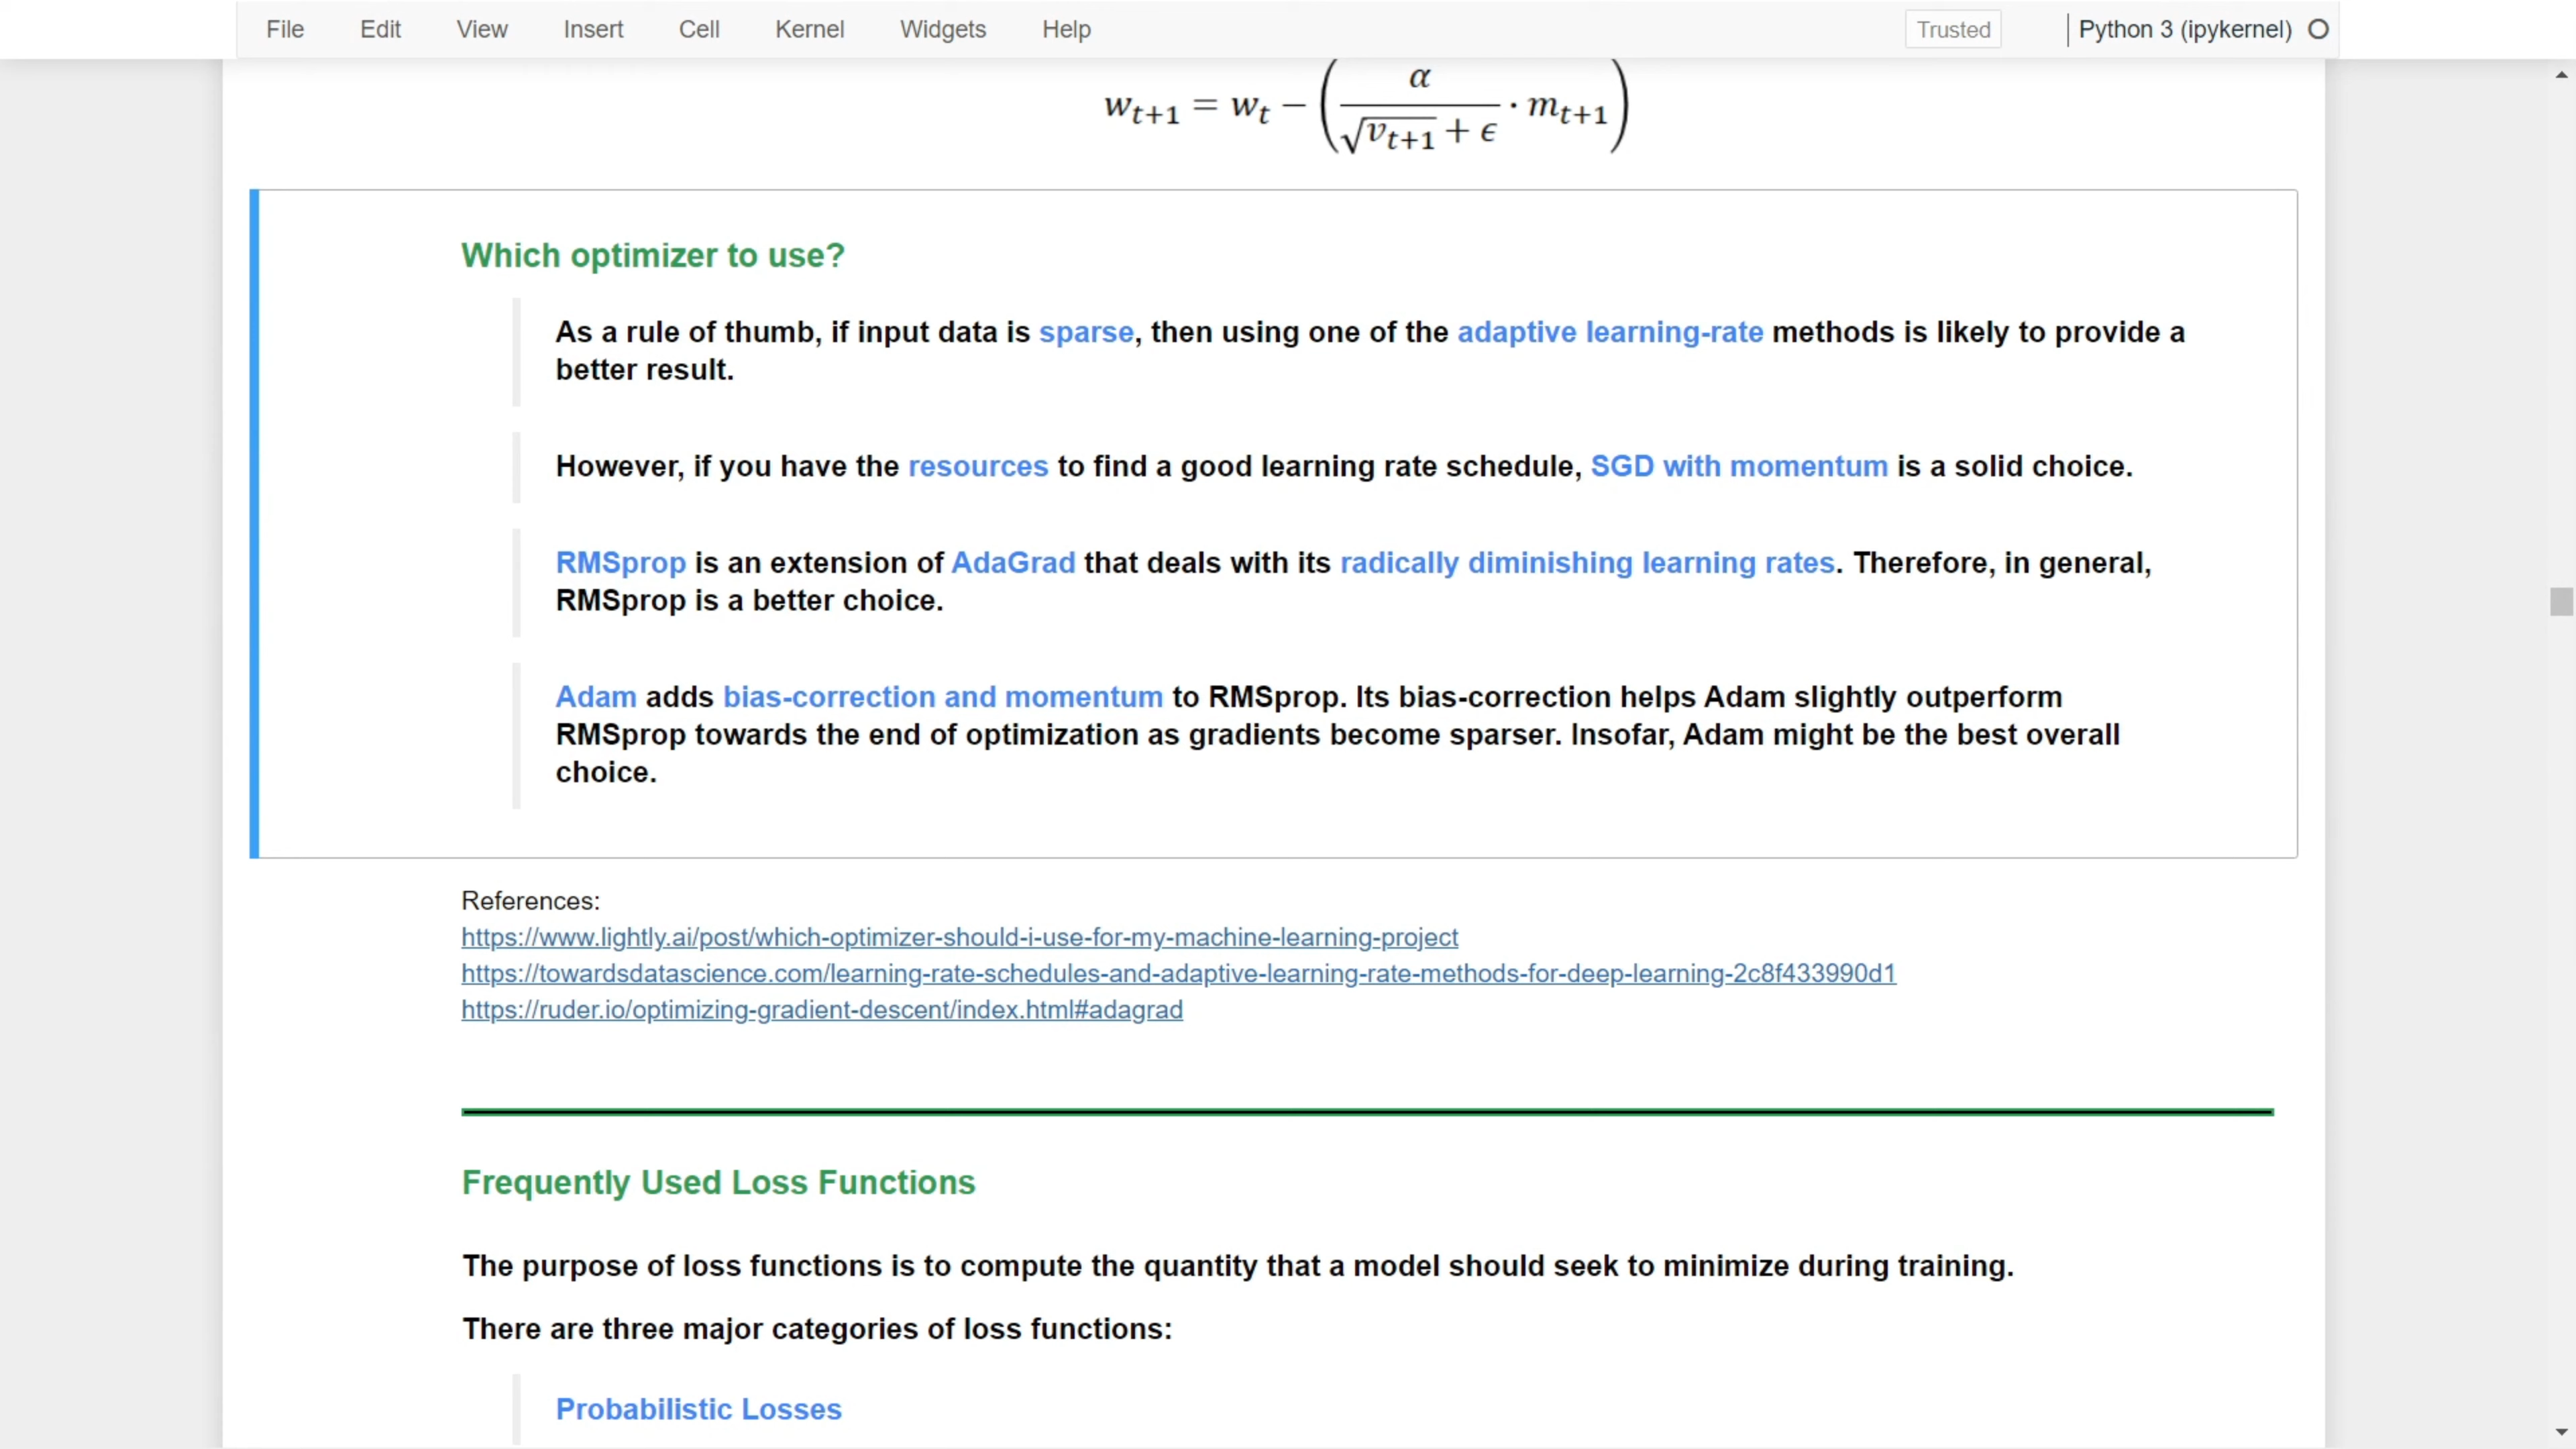 File Edit View Insert Cell Kernel Widgets Help Trusted Python 3 (ipykernel)
w_{t+1} = w_t − (α / (√v_{t+1} + ϵ) · m_{t+1})
Which optimizer to use?
As a rule of thumb, if input data is sparse, then using one of the adaptive learning-rate methods is likely to provide a
better result.
However, if you have the resources to find a good learning rate schedule, SGD with momentum is a solid choice.
RMSprop is an extension of AdaGrad that deals with its radically diminishing learning rates. Therefore, in general,
RMSprop is a better choice.
Adam adds bias-correction and momentum to RMSprop. Its bias-correction helps Adam slightly outperform
RMSprop towards the end of optimization as gradients become sparser. Insofar, Adam might be the best overall
choice.
References:
https://www.lightly.ai/post/which-optimizer-should-i-use-for-my-machine-learning-project
https://towardsdatascience.com/learning-rate-schedules-and-adaptive-learning-rate-methods-for-deep-learning-2c8f433990d1
https://ruder.io/optimizing-gradient-descent/index.html#adagrad
Frequently Used Loss Functions
The purpose of loss functions is to compute the quantity that a model should seek to minimize during training.
There are three major categories of loss functions:
Probabilistic Losses